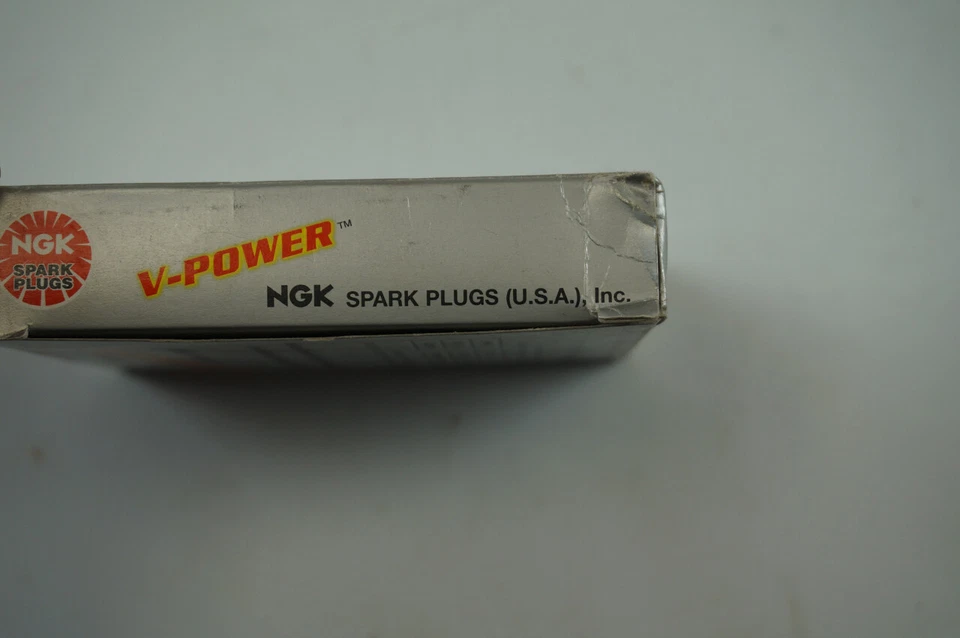 NGK
SPARK
PLUGS
V-POWER™
NGK SPARK PLUGS (U.S.A.), Inc.